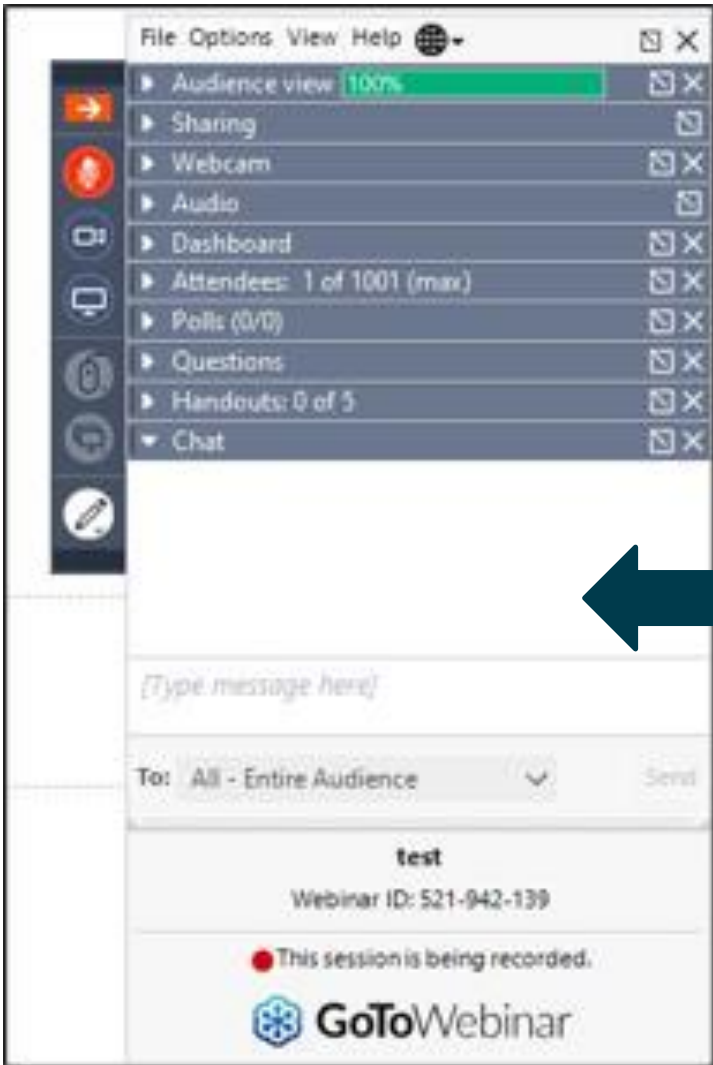 File Options View Help
Audience view 100%
Sharing
Webcam
Audio
Dashboard
Attendees: 1 of 1001 (max)
Polls (0/0)
Questions
Handouts: 0 of 5
Chat
[Type message here]
To: All - Entire Audience Send
test
Webinar ID: 521-942-139
This session is being recorded.
GoToWebinar